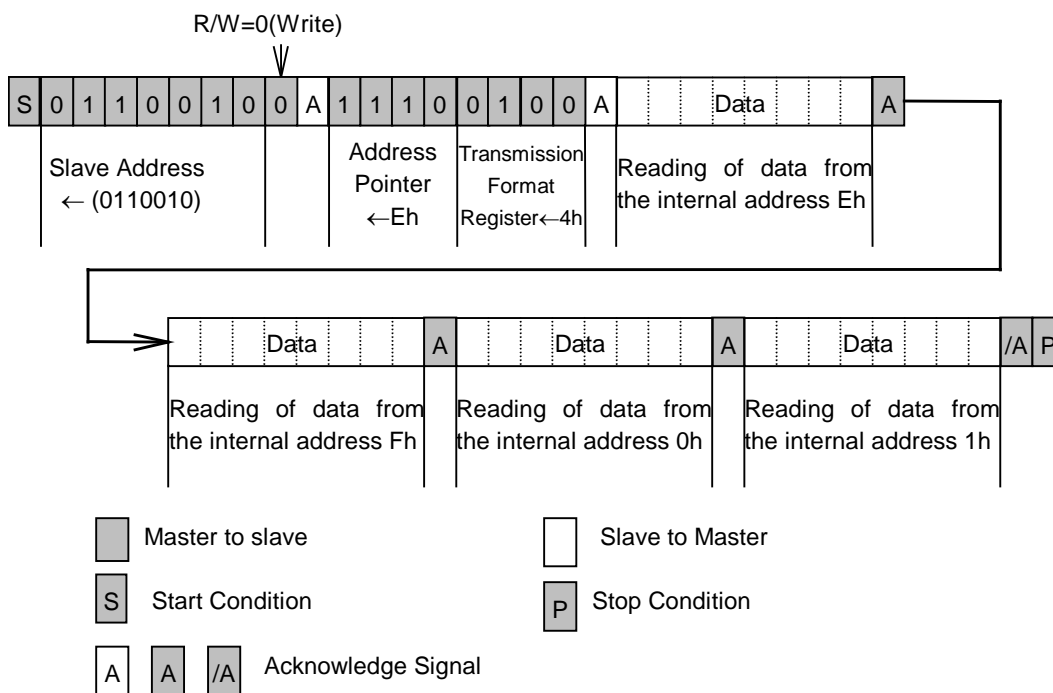 R/W=0(Write)
S 0 1 1 0 0 1 0 0 A 1 1 1 0 0 1 0 0 A Data A
Slave Address
← (0110010)
Address
Pointer
←Eh
Transmission
Format
Register←4h
Reading of data from
the internal address Eh
Data A Data A Data /A P
Reading of data from
the internal address Fh
Reading of data from
the internal address 0h
Reading of data from
the internal address 1h
Master to slave
Slave to Master
S Start Condition
P Stop Condition
A A /A Acknowledge Signal